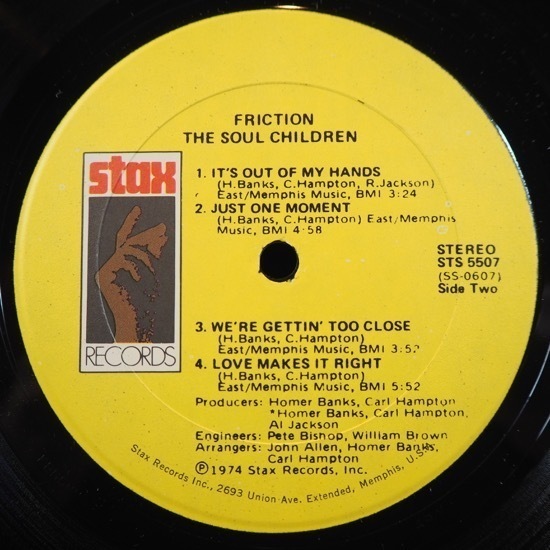 FRICTION
THE SOUL CHILDREN
stax
RECORDS
1. IT'S OUT OF MY HANDS
(H. Banks, C. Hampton, R. Jackson)
East/Memphis Music, BMI 3:24
2. JUST ONE MOMENT
(H. Banks, C. Hampton) East/Memphis
Music, BMI 4:58
STEREO
STS 5507
(SS-0607)
Side Two
3. WE'RE GETTIN' TOO CLOSE
(H. Banks, C. Hampton)
East/Memphis Music, BMI
4. LOVE MAKES IT RIGHT
(H. Banks, C. Hampton)
East/Memphis Music, BMI 5:52
Producers: Homer Banks, Carl Hampton
*Homer Banks, Carl Hampton,
Al Jackson
Engineers: Pete Bishop, William Brown
Arrangers: John Allen, Homer Banks,
Carl Hampton
℗1974 Stax Records, Inc.
Stax Records Inc., 2693 Union Ave. Extended, Memphis, U.S.A.